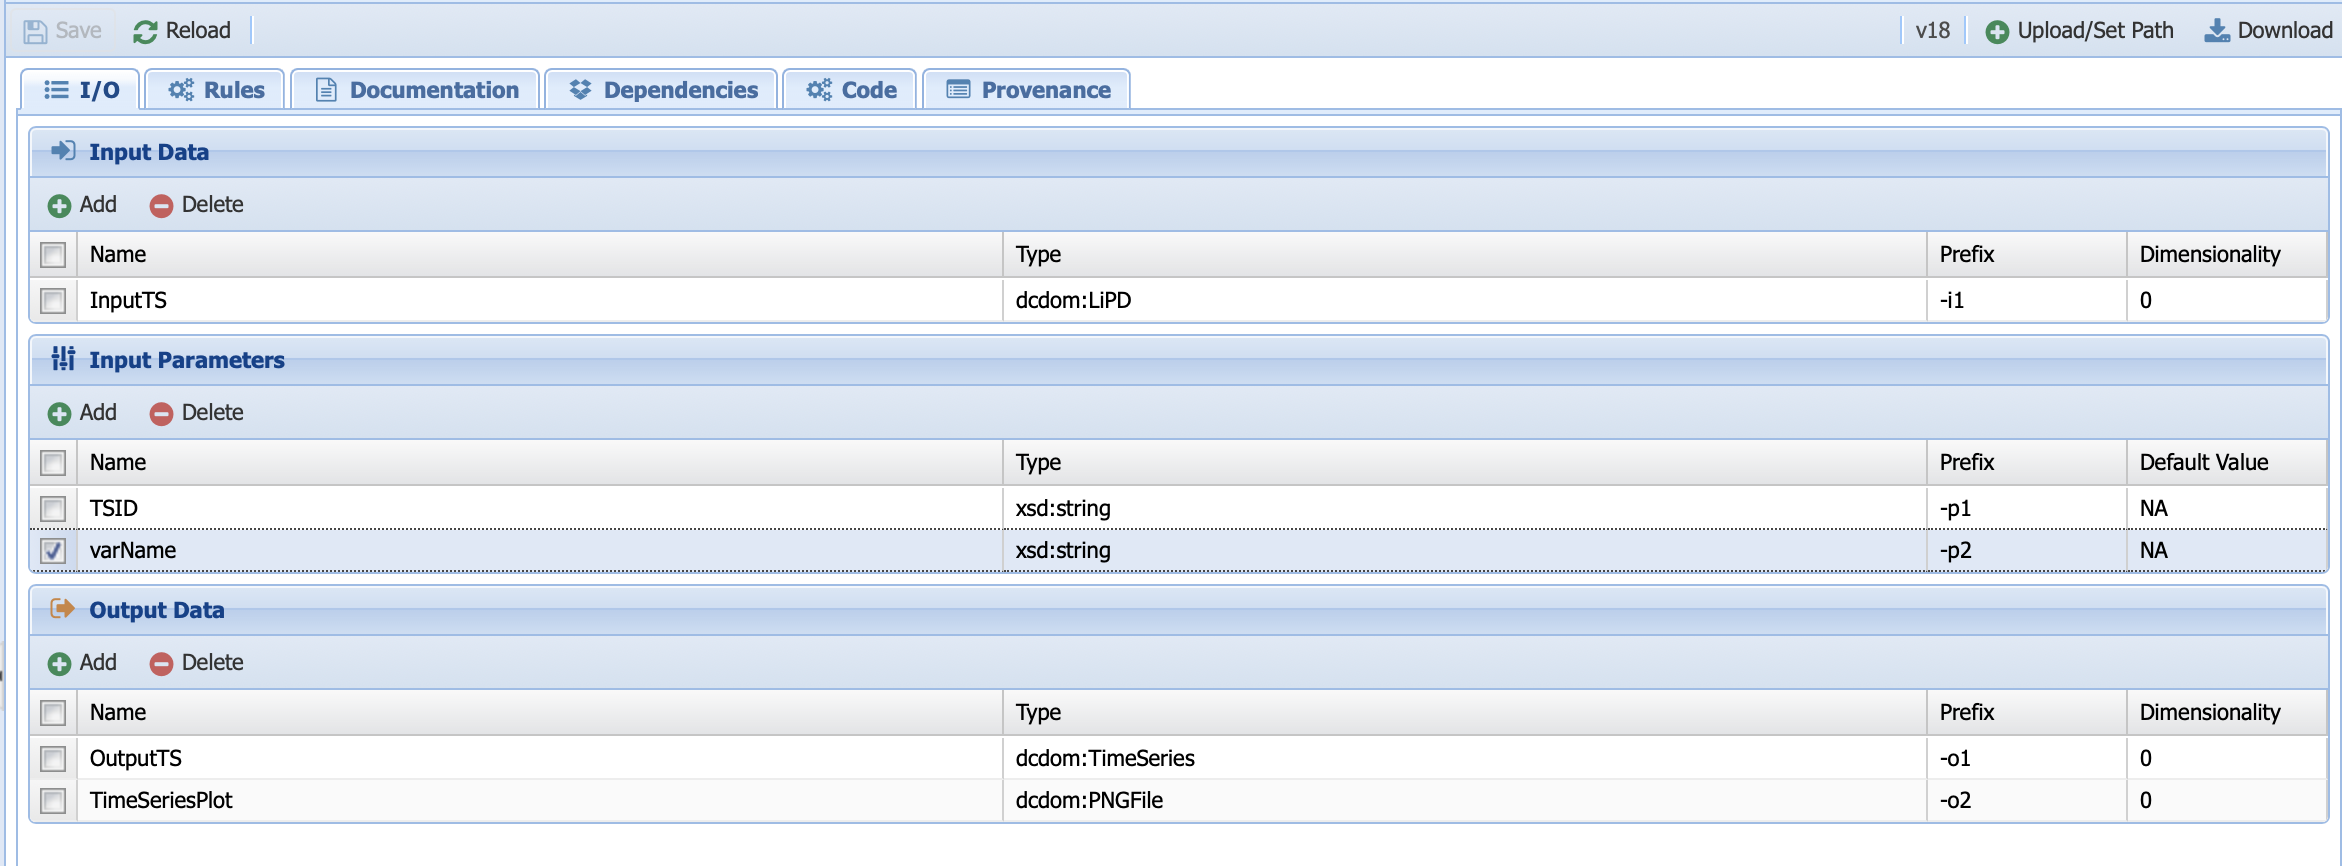 Save Reload v18 Upload/Set Path Download
I/O Rules Documentation Dependencies Code Provenance
Input Data
Add Delete
Name Type Prefix Dimensionality
InputTS dcdom:LiPD -i1 0
Input Parameters
Add Delete
Name Type Prefix Default Value
TSID xsd:string -p1 NA
varName xsd:string -p2 NA
Output Data
Add Delete
Name Type Prefix Dimensionality
OutputTS dcdom:TimeSeries -o1 0
TimeSeriesPlot dcdom:PNGFile -o2 0